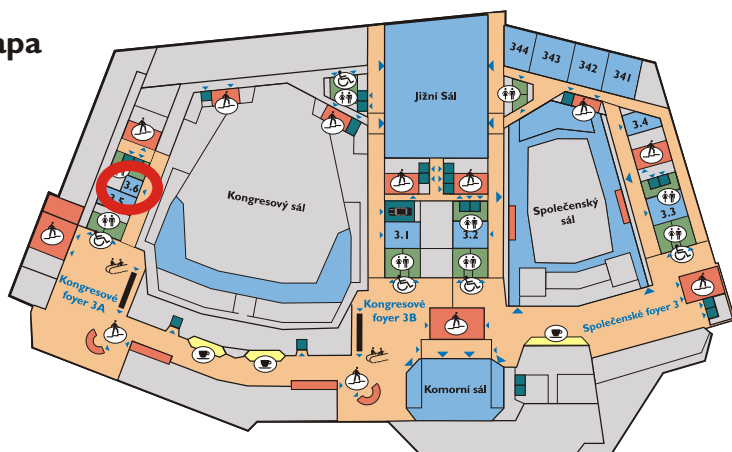 apa
344
343
342
341
Jižní Sál
3.4
3.6
3.5
Kongresový sál
Společenský
sál
3.3
3.1
3.2
Kongresové
foyer 3A
Kongresové
foyer 3B
Společenské foyer 3
Komorní sál